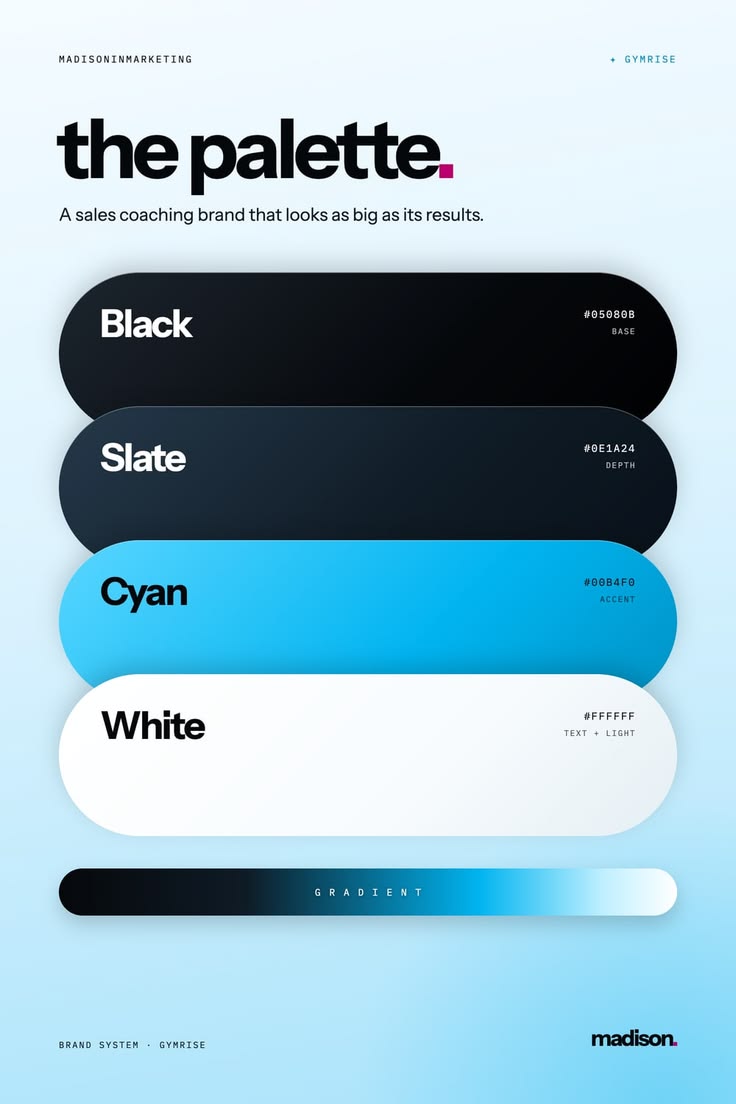 MADISONINMARKETING
✦ GYMRISE
the palette.
A sales coaching brand that looks as big as its results.
Black
#05080B
BASE
Slate
#0E1A24
DEPTH
Cyan
#00B4F0
ACCENT
White
#FFFFFF
TEXT + LIGHT
GRADIENT
BRAND SYSTEM · GYMRISE
madison.